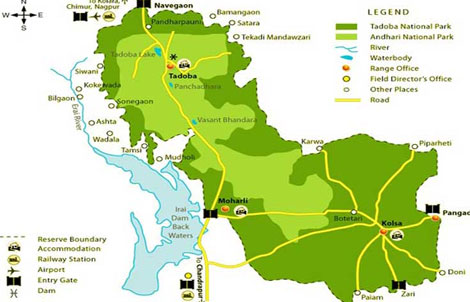 To Kolara,
Chimur, Nagpur
Navegaon
Pandharpauni
Bamangaon
Satara
Tekadi Mandawzari
N
W
E
S
LEGEND
Tadoba National Park
Andhari National Park
River
Waterbody
Range Office
Field Director's Office
Other Places
Road
Tadoba Lake
Tadoba
Panchadhara
Siwani
Kokewada
Bilgaon
Sonegaon
Erai River
Ashta
Wadala
Vasant Bhandara
Tamsi
Mudholi
Karwa
Piparheti
Moharli
Irai
Dam
Back
Waters
Botetari
Kolsa
Pangadi
Reserve Boundary
Accommodation
Railway Station
Airport
Entry Gate
Dam
To Chandrapur
Doni
Zari
Paiam